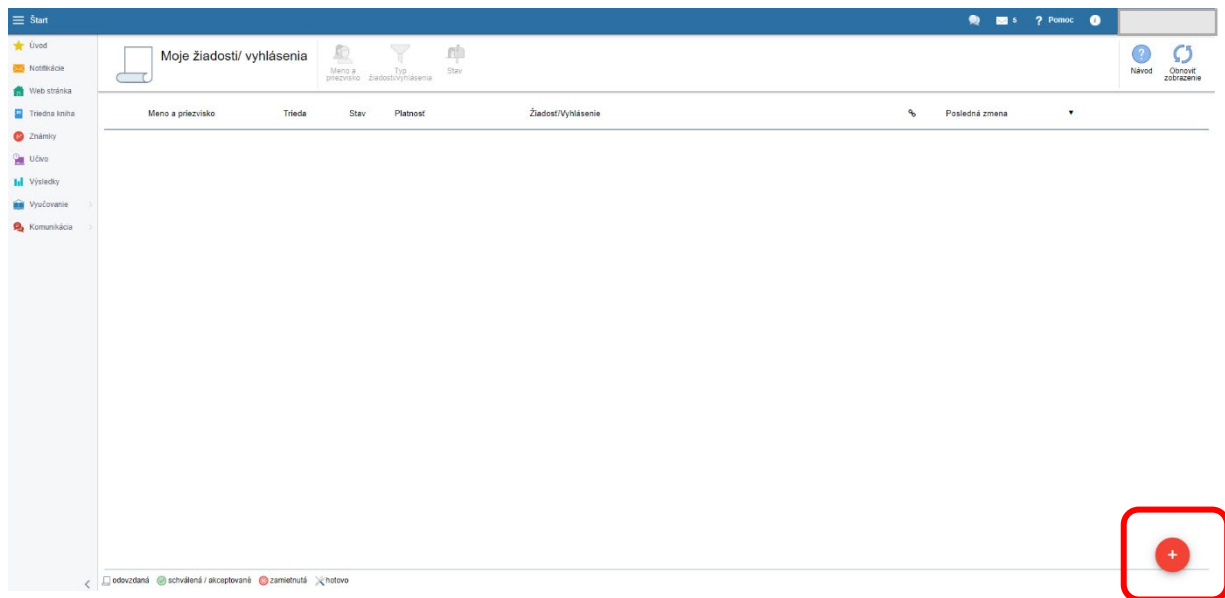 Štart
5 ? Pomoc
Úvod
Notifikácie
Web stránka
Triedna kniha
Známky
Učivo
Výsledky
Vyučovanie
Komunikácia
Moje žiadosti/ vyhlásenia
Meno a priezvisko
Typ žiadosti/vyhlásenia
Stav
Návod
Obnoviť zobrazenie
Meno a priezvisko Trieda Stav Platnosť Žiadosť/Vyhlásenie Posledná zmena ▼
+
odovzdaná schválená / akceptované zamietnutá hotovo